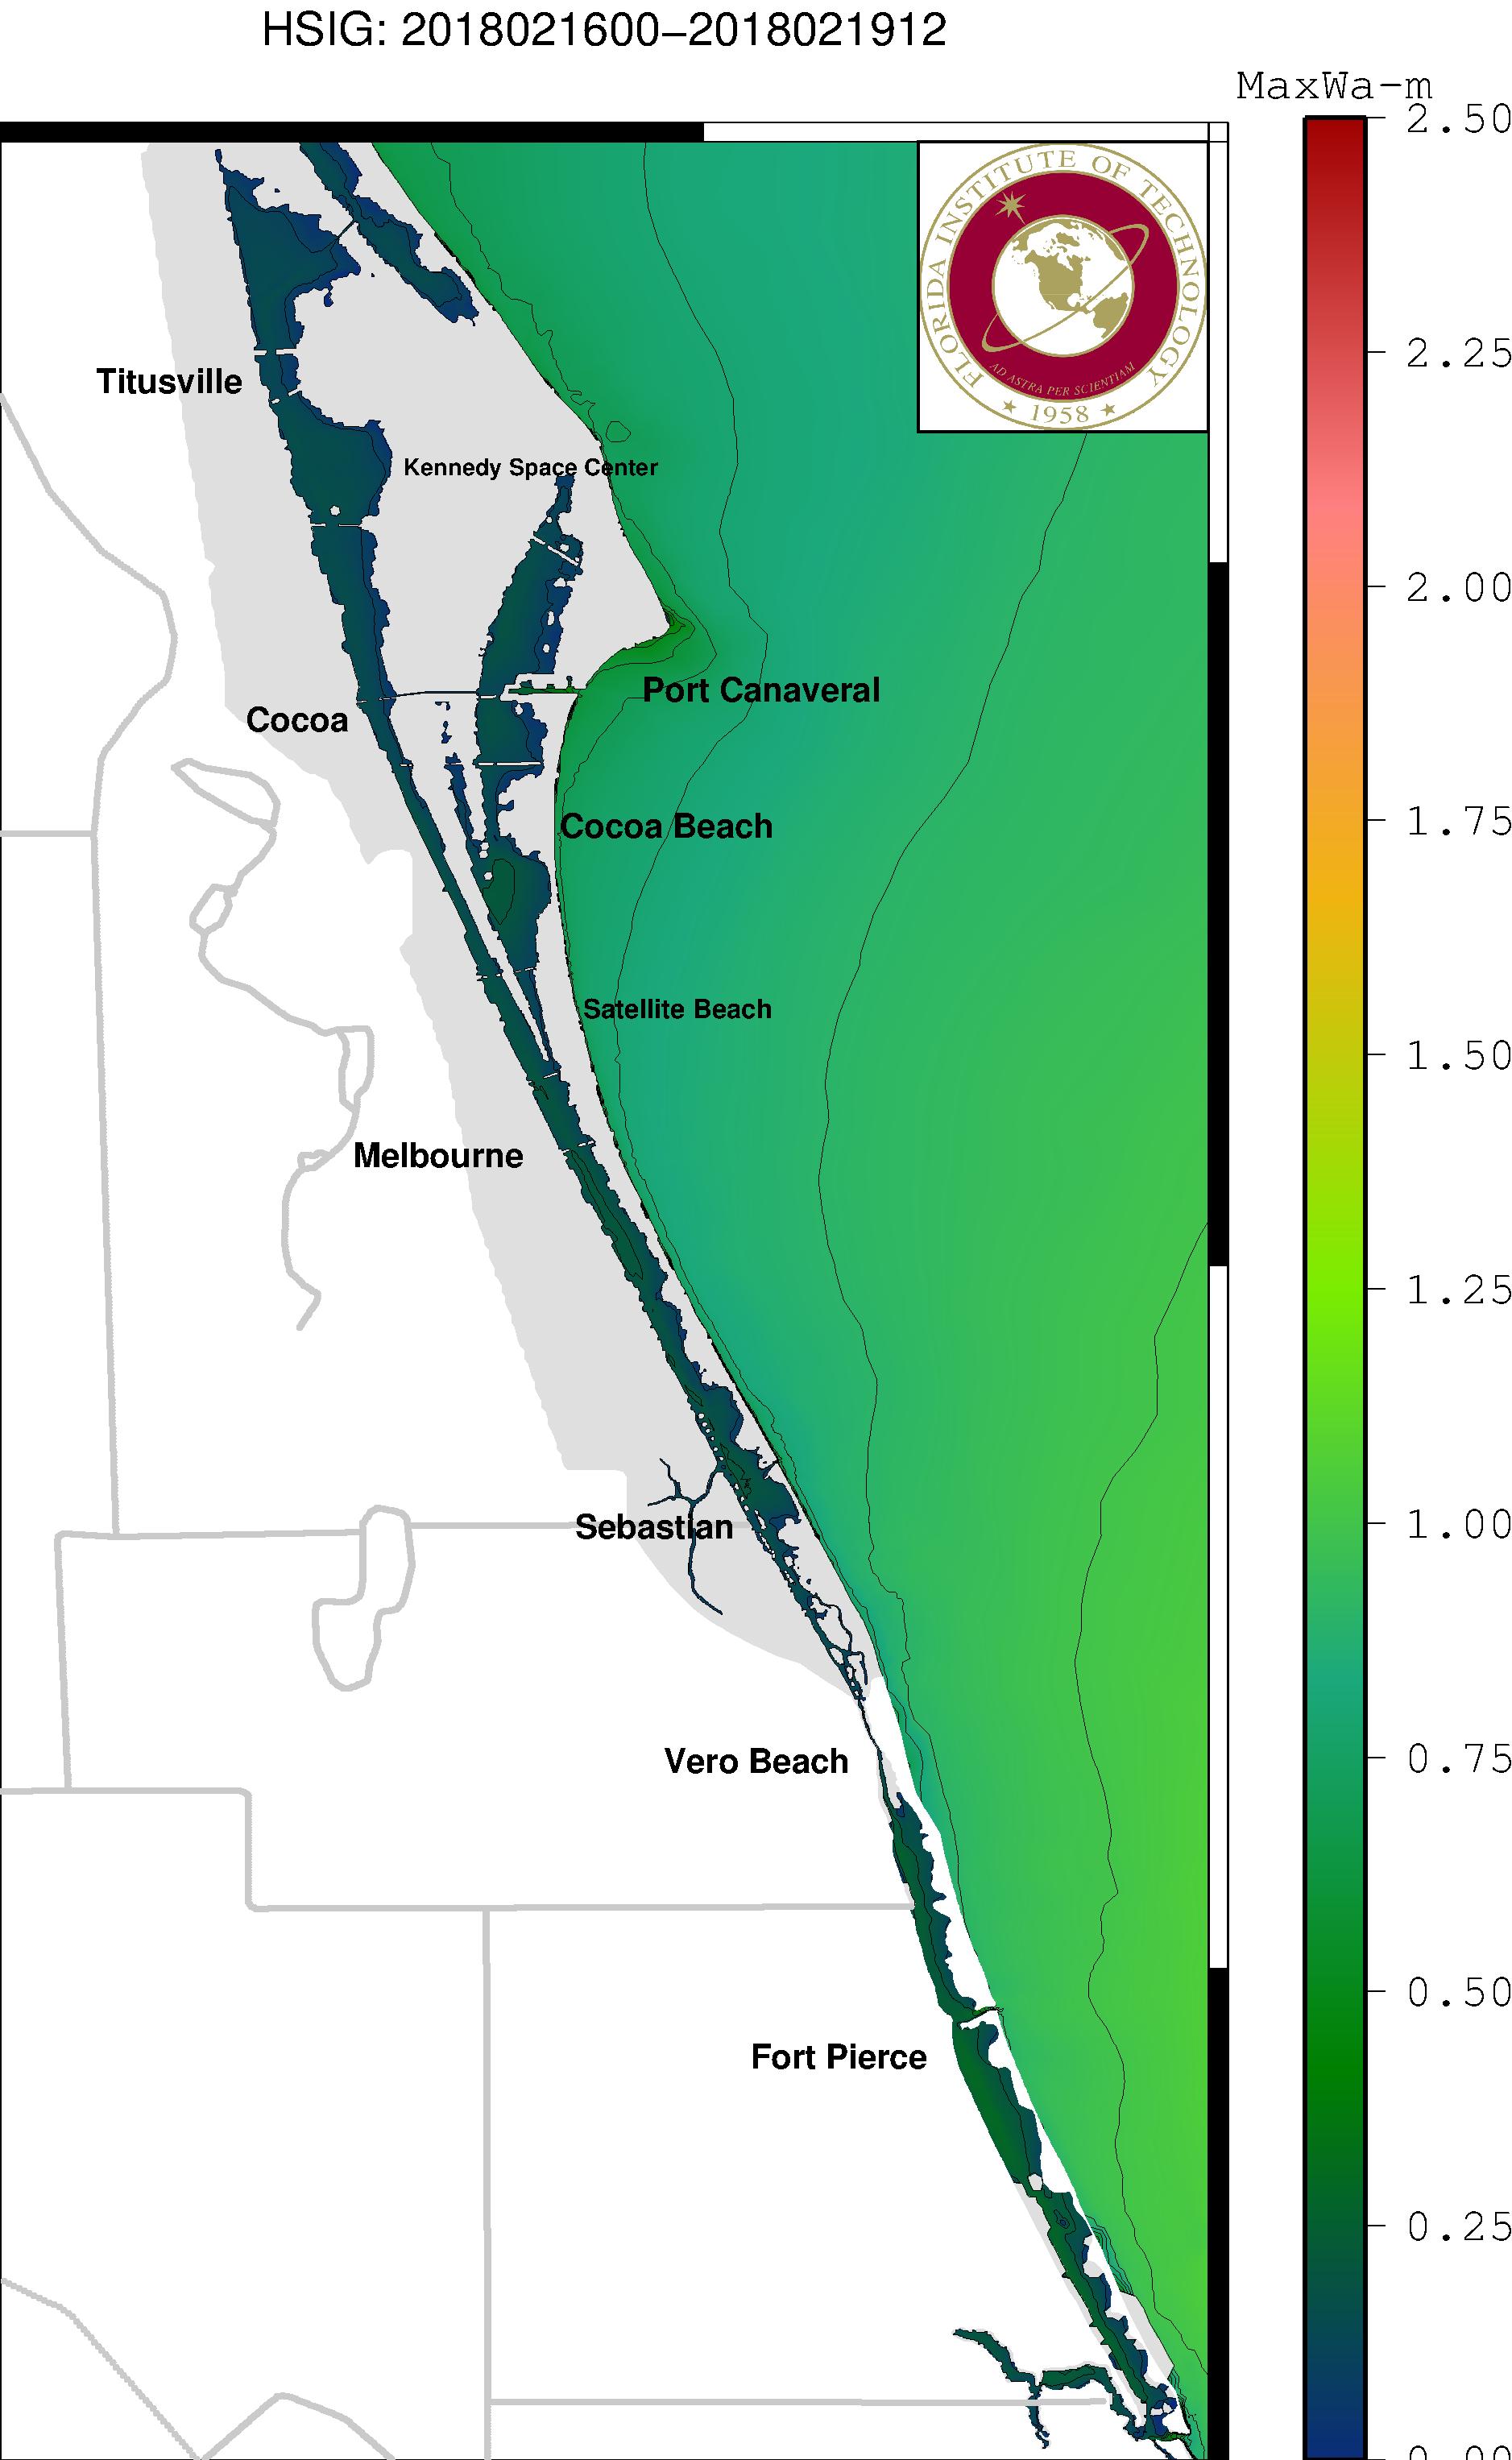 HSIG: 2018021600−2018021912
MaxWa-m
2.50
2.25
2.00
1.75
1.50
1.25
1.00
0.75
0.50
0.25
0.00
FLORIDA INSTITUTE OF TECHNOLOGY
AD ASTRA PER SCIENTIAM
★ 1958 ★
Titusville
Kennedy Space Center
Port Canaveral
Cocoa
Cocoa Beach
Satellite Beach
Melbourne
Sebastian
Vero Beach
Fort Pierce